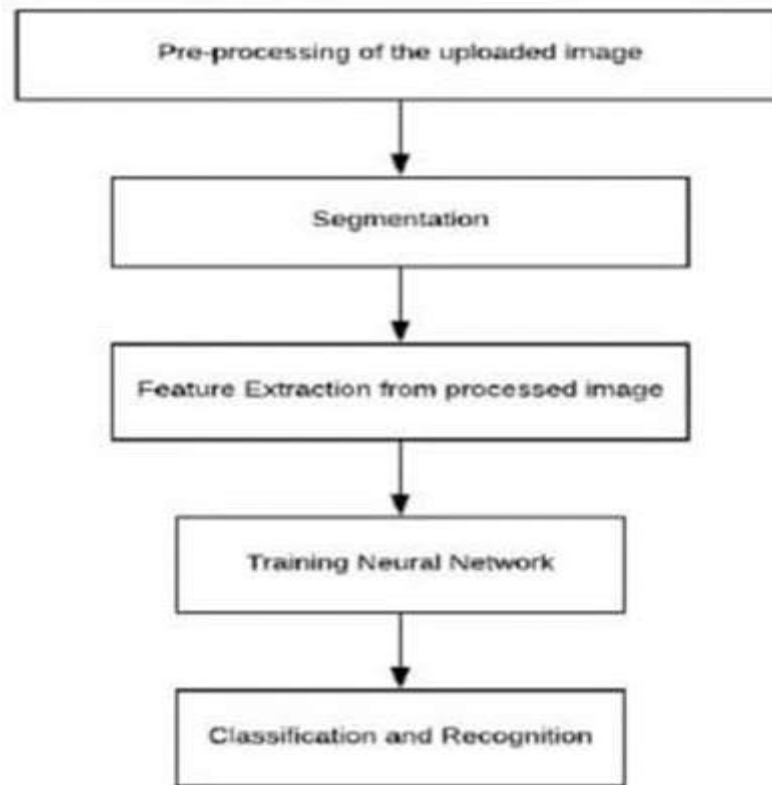 Pre-processing of the uploaded image
Segmentation
Feature Extraction from processed image
Training Neural Network
Classification and Recognition